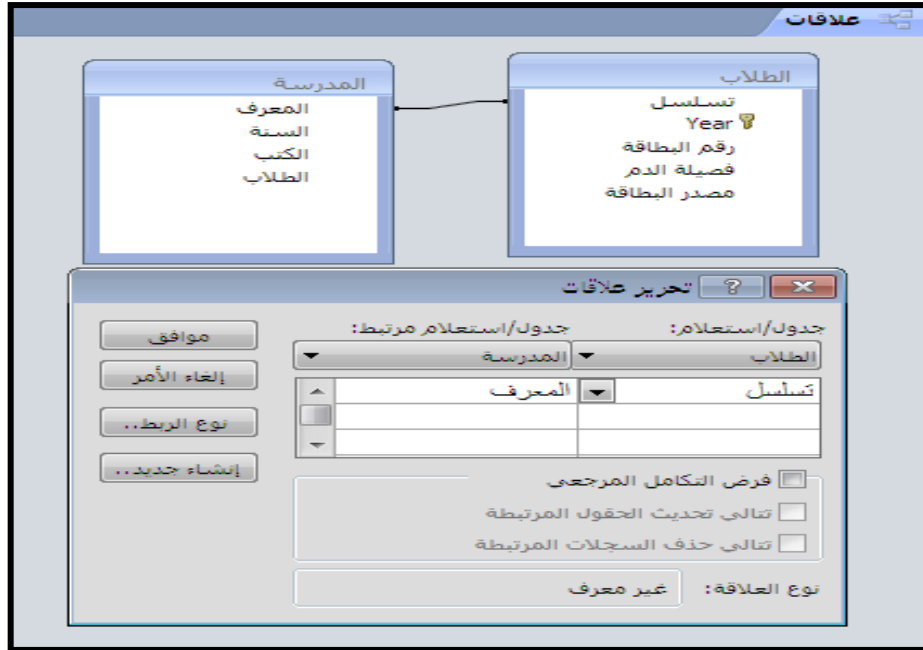 علاقات
الطلاب
تسلسل
Year
رقم البطاقة
فصيلة الدم
مصدر البطاقة
المدرسة
المعرف
السنة
الكتب
الطلاب
تحرير علاقات
جدول/استعلام:
جدول/استعلام مرتبط:
الطلاب
المدرسة
تسلسل
المعرف
فرض التكامل المرجعي
تتالي تحديث الحقول المرتبطة
تتالي حذف السجلات المرتبطة
نوع العلاقة:
غير معرف
موافق
إلغاء الأمر
نوع الربط..
إنشاء جديد..